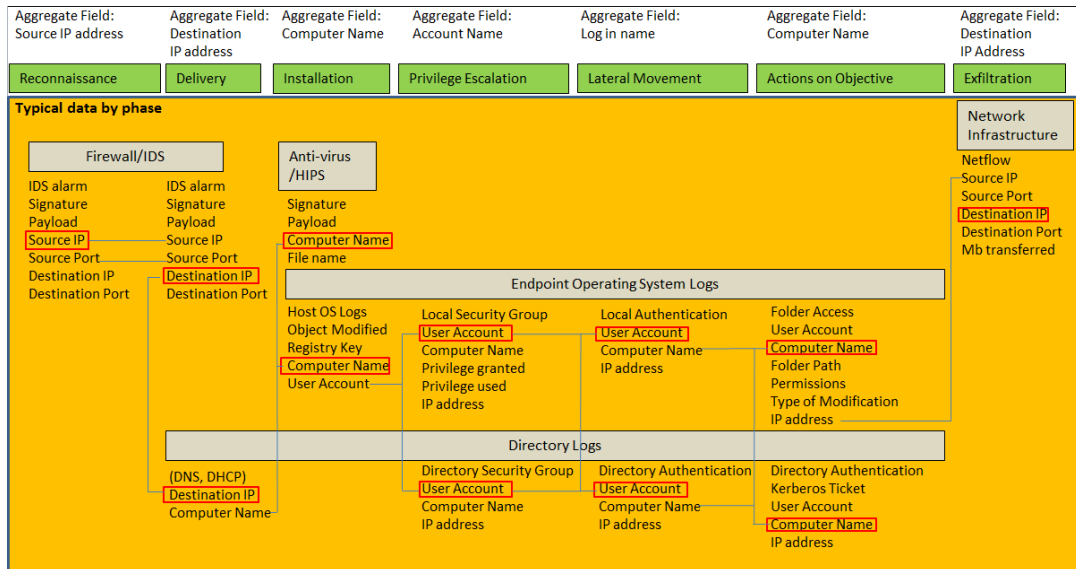 Aggregate Field:
Source IP address
Aggregate Field:
Destination
IP address
Aggregate Field:
Computer Name
Aggregate Field:
Account Name
Aggregate Field:
Log in name
Aggregate Field:
Computer Name
Aggregate Field:
Destination
IP Address
Reconnaissance
Delivery
Installation
Privilege Escalation
Lateral Movement
Actions on Objective
Exfiltration
Typical data by phase
Firewall/IDS
IDS alarm
Signature
Payload
Source IP
Source Port
Destination IP
Destination Port
IDS alarm
Signature
Payload
Source IP
Source Port
Destination IP
Destination Port
Anti-virus
/HIPS
Signature
Payload
Computer Name
File name
Network
Infrastructure
Netflow
Source IP
Source Port
Destination IP
Destination Port
Mb transferred
Endpoint Operating System Logs
Host OS Logs
Object Modified
Registry Key
Computer Name
User Account
Local Security Group
User Account
Computer Name
Privilege granted
Privilege used
IP address
Local Authentication
User Account
Computer Name
IP address
Folder Access
User Account
Computer Name
Folder Path
Permissions
Type of Modification
IP address
Directory Logs
(DNS, DHCP)
Destination IP
Computer Name
Directory Security Group
User Account
Computer Name
IP address
Directory Authentication
User Account
Computer Name
IP address
Directory Authentication
Kerberos Ticket
User Account
Computer Name
IP address